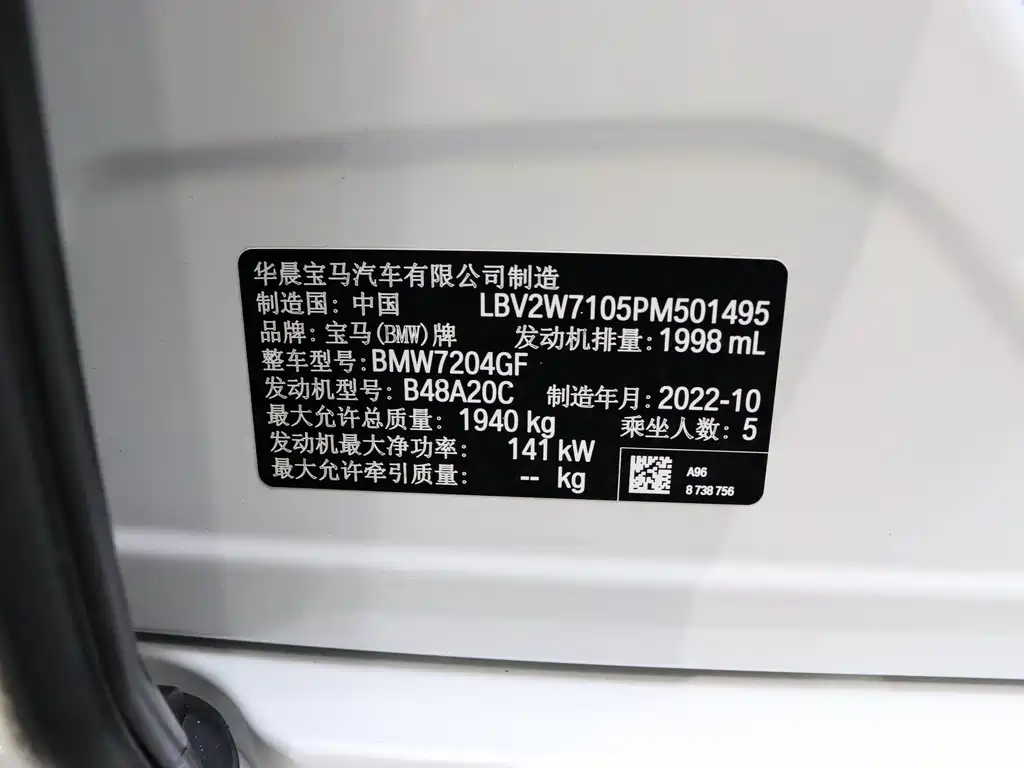 华晨宝马汽车有限公司制造
制造国: 中国 LBV2W7105PM501495
品牌: 宝马(BMW)牌 发动机排量: 1998 mL
整车型号: BMW7204GF
发动机型号: B48A20C 制造年月: 2022-10
最大允许总质量: 1940 kg 乘坐人数: 5
发动机最大净功率: 141 kW
最大允许牵引质量: -- kg
A96
8 738 756